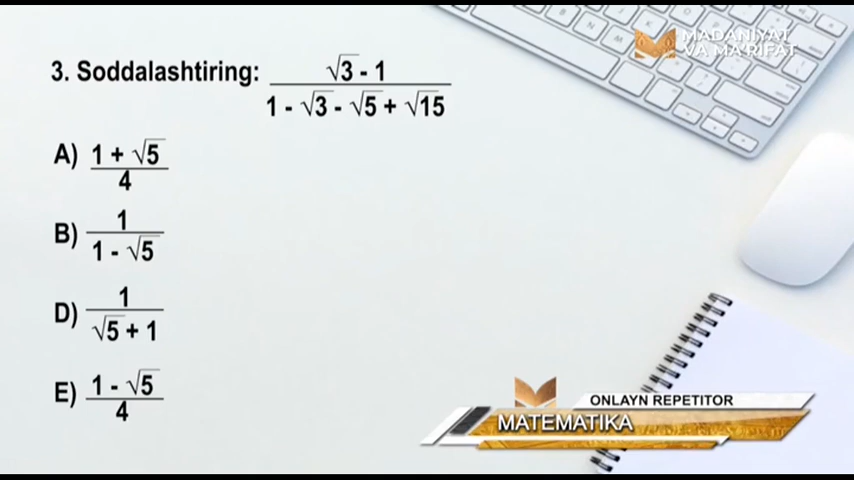 MADANIYAT
VA MA'RIFAT
3. Soddalashtiring: √3 - 1
1 - √3 - √5 + √15
A) 1 + √5
4
B) 1
1 - √5
D) 1
√5 + 1
E) 1 - √5
4
ONLAYN REPETITOR
MATEMATIKA